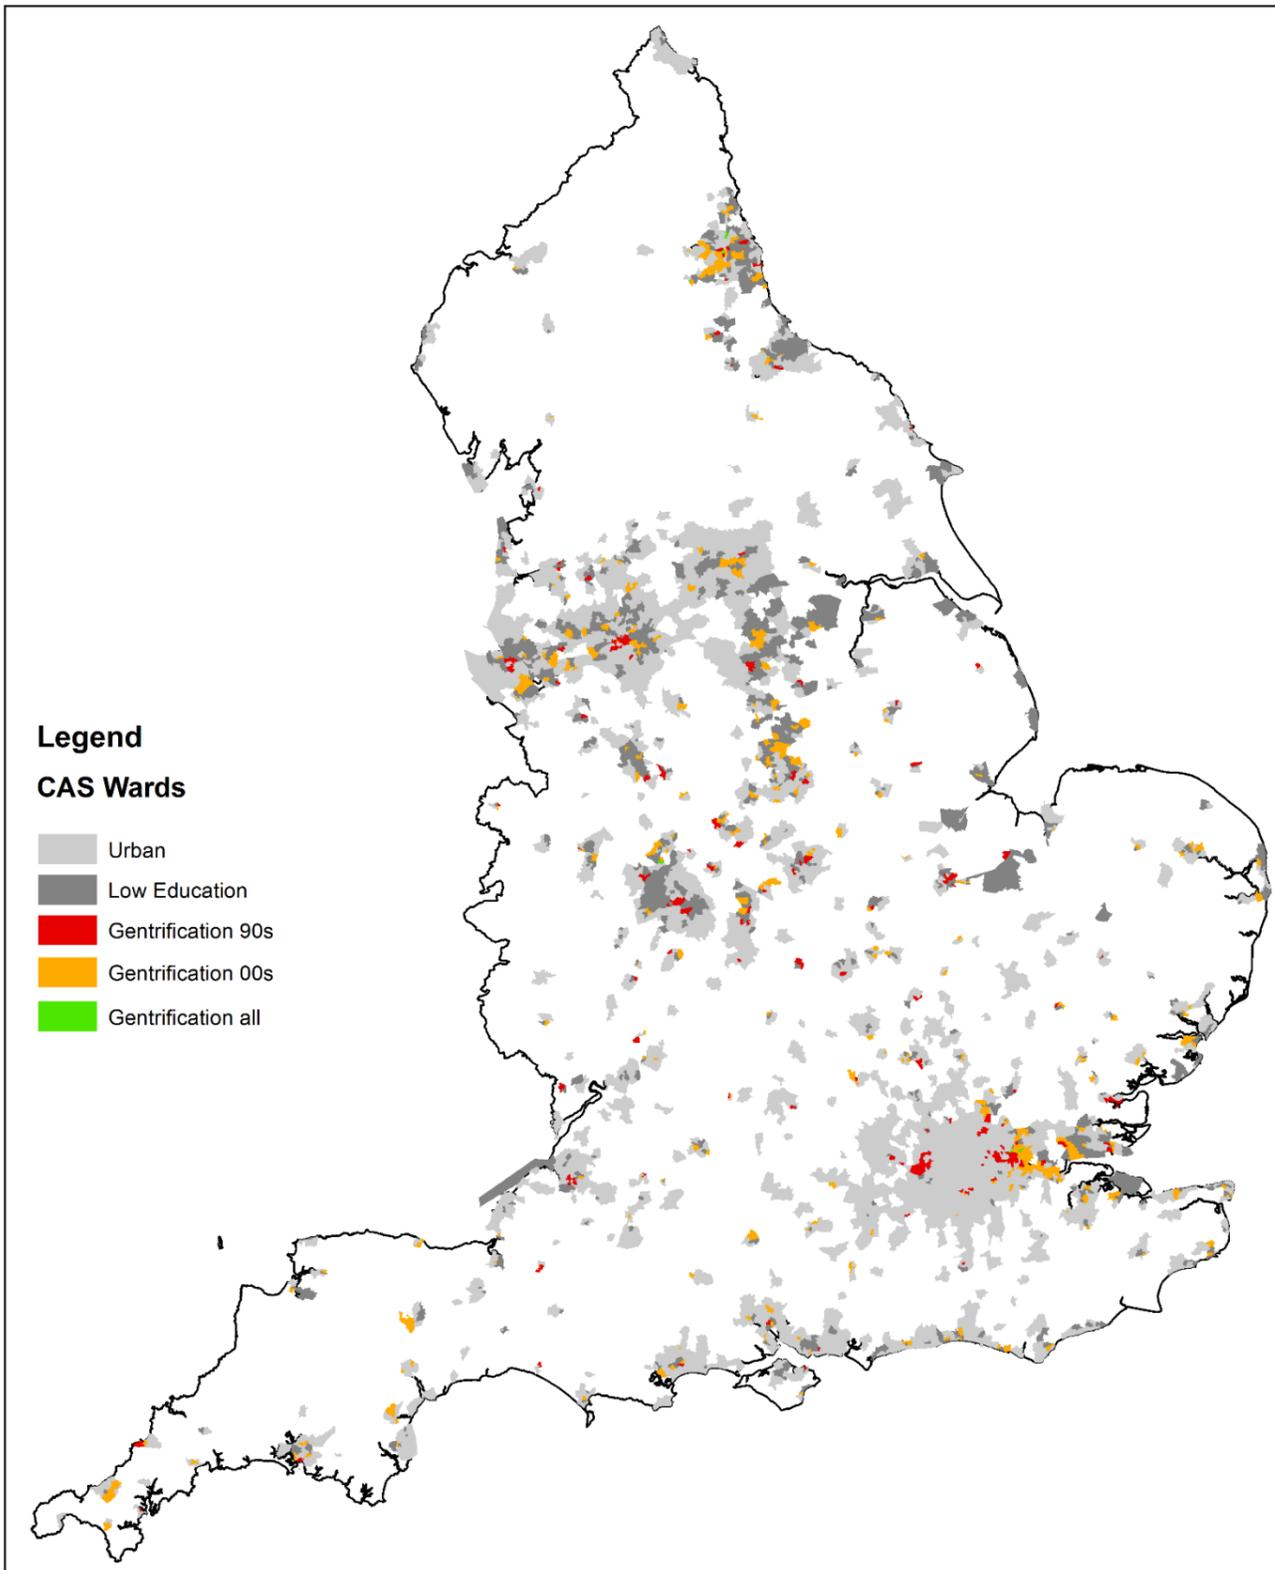 Legend
CAS Wards
Urban
Low Education
Gentrification 90s
Gentrification 00s
Gentrification all